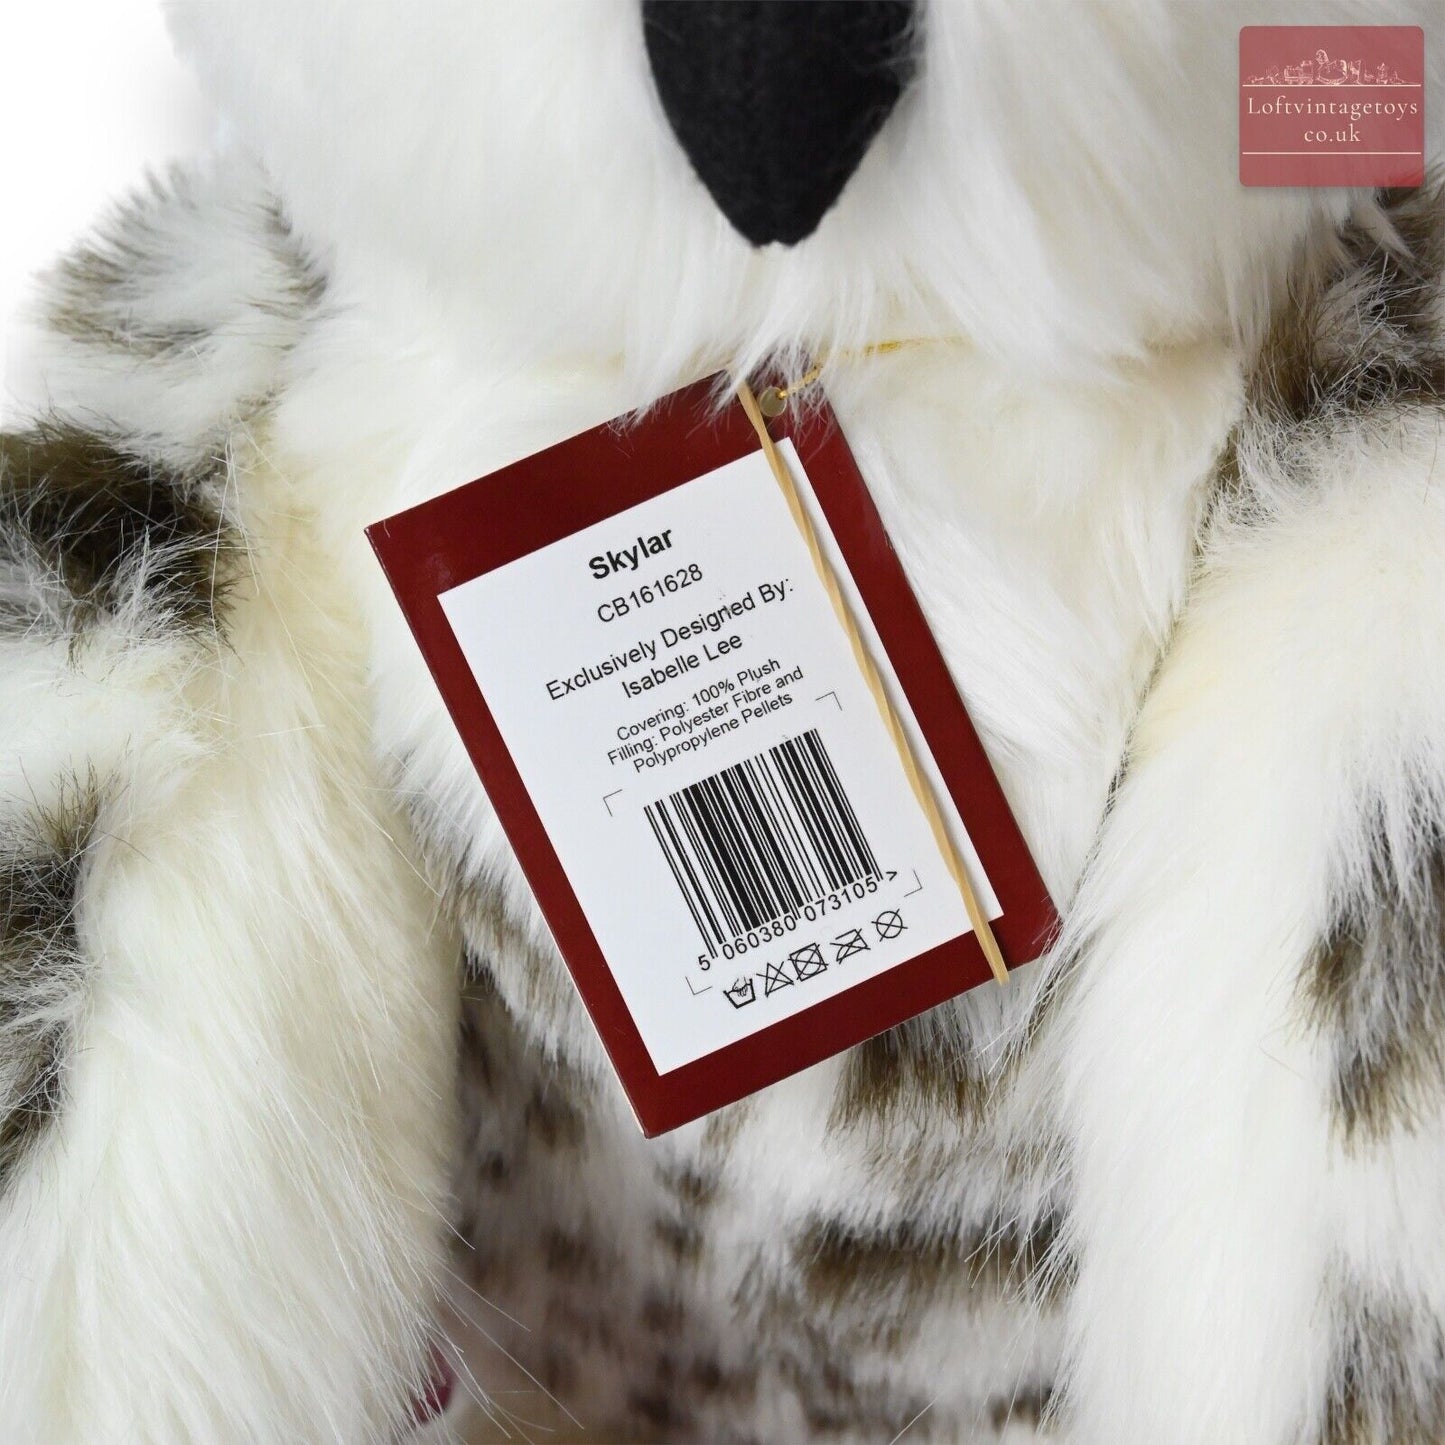 Loftvintagetoys
co.uk
Skylar
CB161628
Exclusively Designed By:
Isabelle Lee
Covering: 100% Plush
Filling: Polyester Fibre and
Polypropylene Pellets
5 060380 073105 >